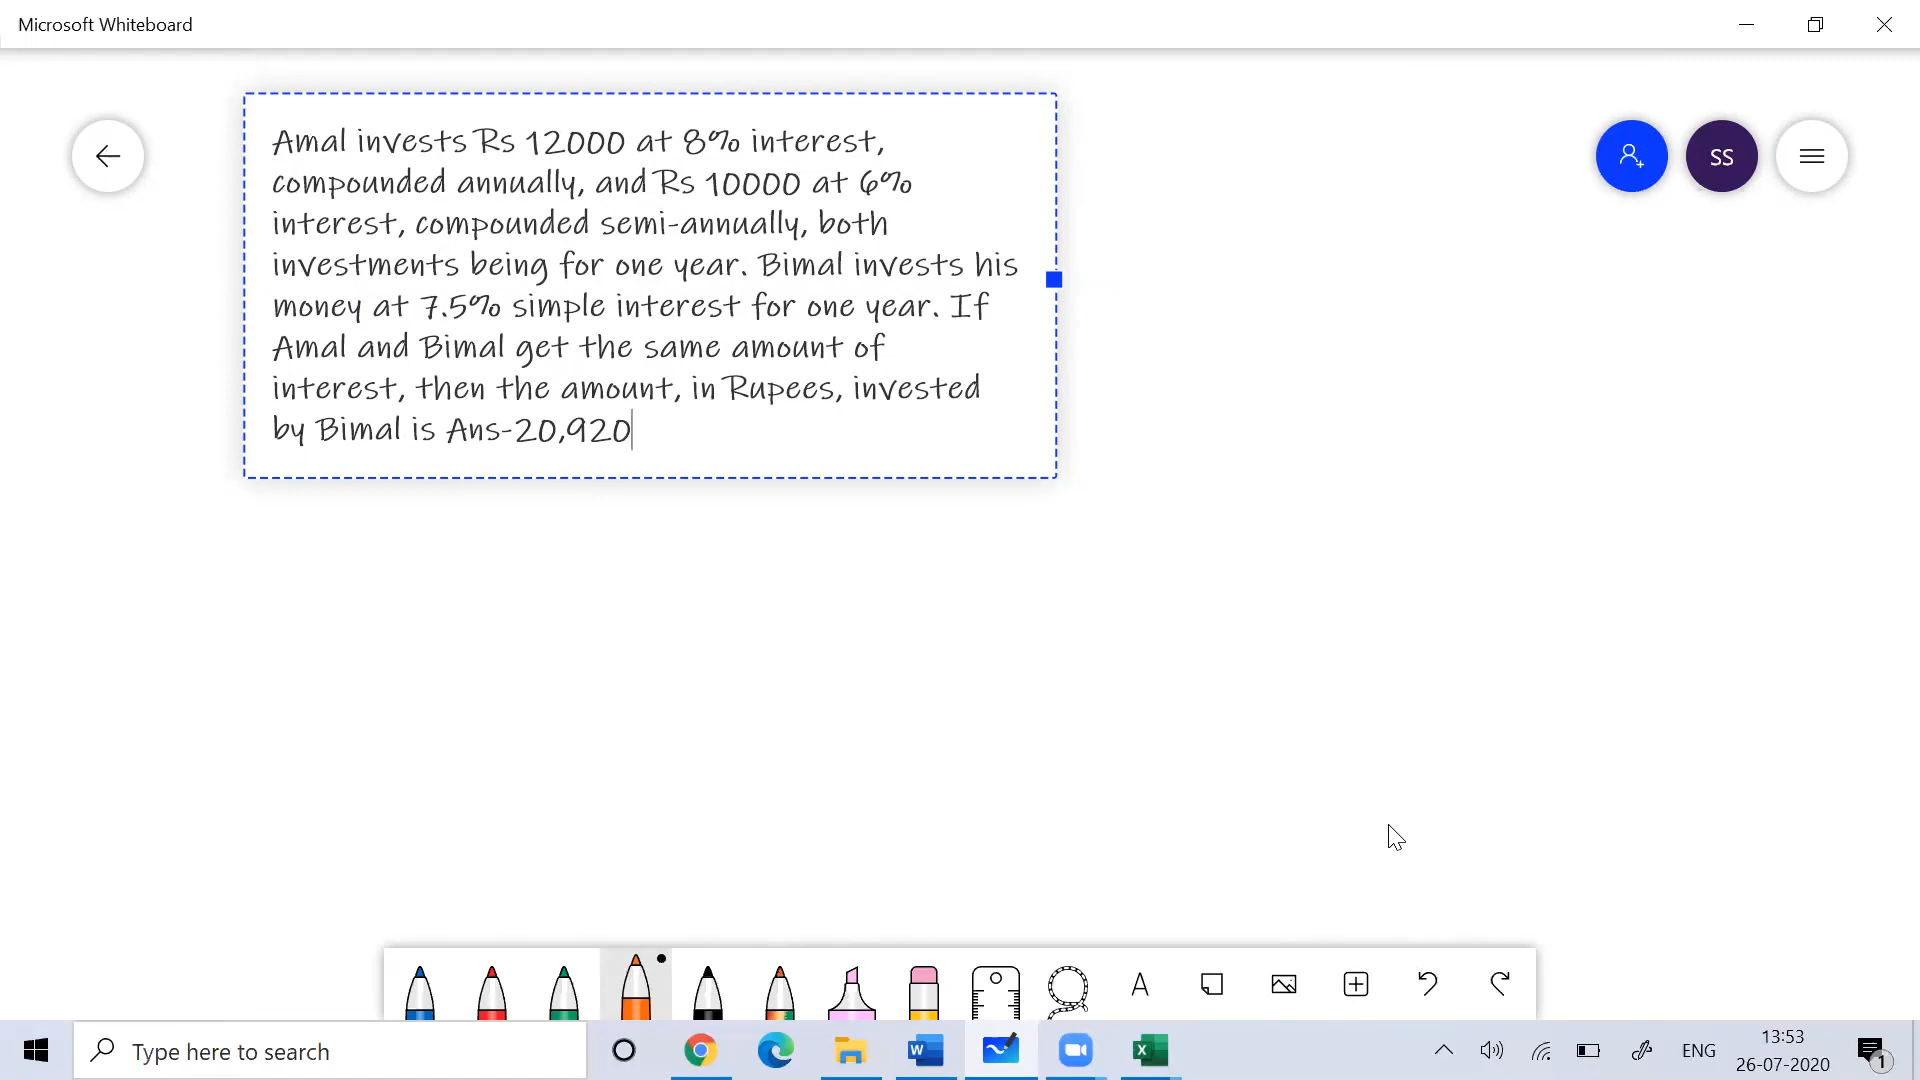 Microsoft Whiteboard
Amal invests Rs 12000 at 8% interest,
compounded annually, and Rs 10000 at 6%
interest, compounded semi-annually, both
investments being for one year. Bimal invests his
money at 7.5% simple interest for one year. If
Amal and Bimal get the same amount of
interest, then the amount, in Rupees, invested
by Bimal is Ans-20,920
SS
A
Type here to search
ENG
13:53
26-07-2020
1